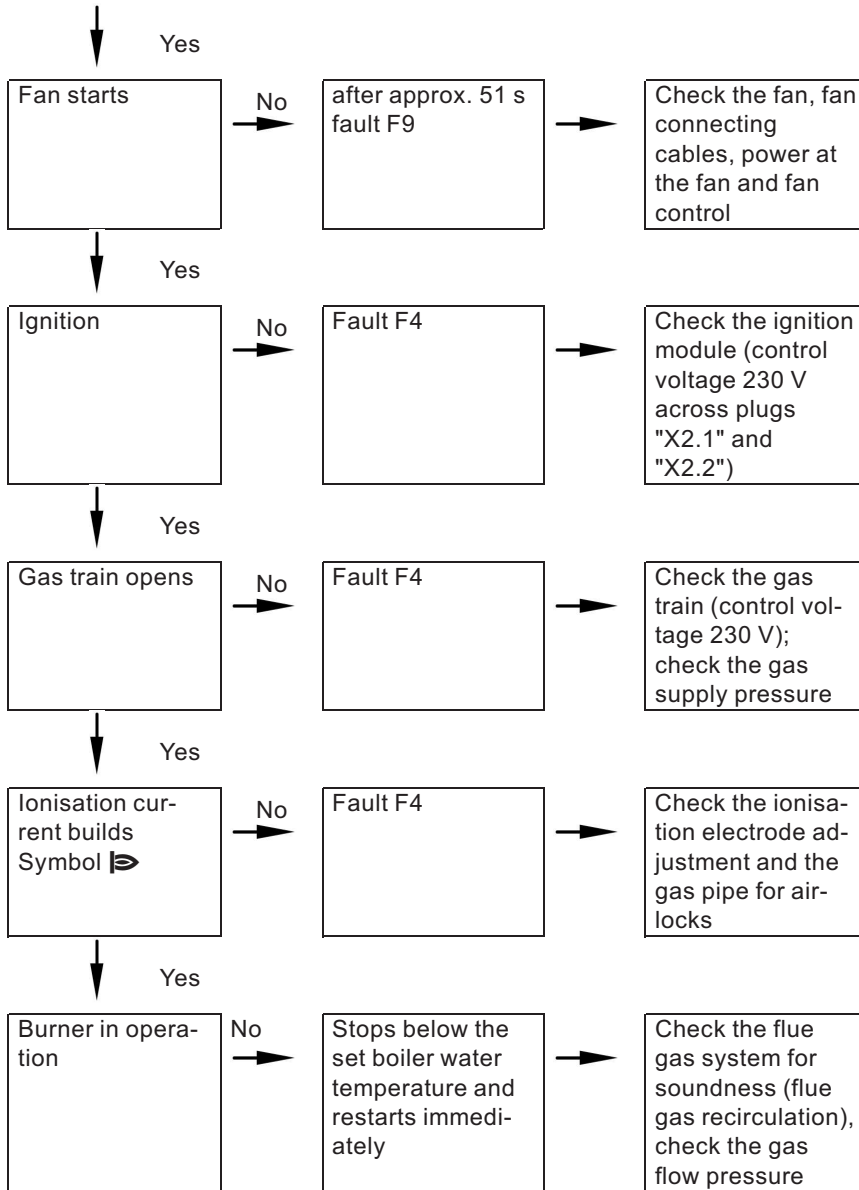 Yes
Fan starts
No
after approx. 51 s
fault F9
Check the fan, fan
connecting
cables, power at
the fan and fan
control
Yes
Ignition
No
Fault F4
Check the ignition
module (control
voltage 230 V
across plugs
"X2.1" and
"X2.2")
Yes
Gas train opens
No
Fault F4
Check the gas
train (control vol-
tage 230 V);
check the gas
supply pressure
Yes
Ionisation cur-
rent builds
Symbol
No
Fault F4
Check the ionisa-
tion electrode ad-
justment and the
gas pipe for air-
locks
Yes
Burner in opera-
tion
No
Stops below the
set boiler water
temperature and
restarts immedi-
ately
Check the flue
gas system for
soundness (flue
gas recirculation),
check the gas
flow pressure